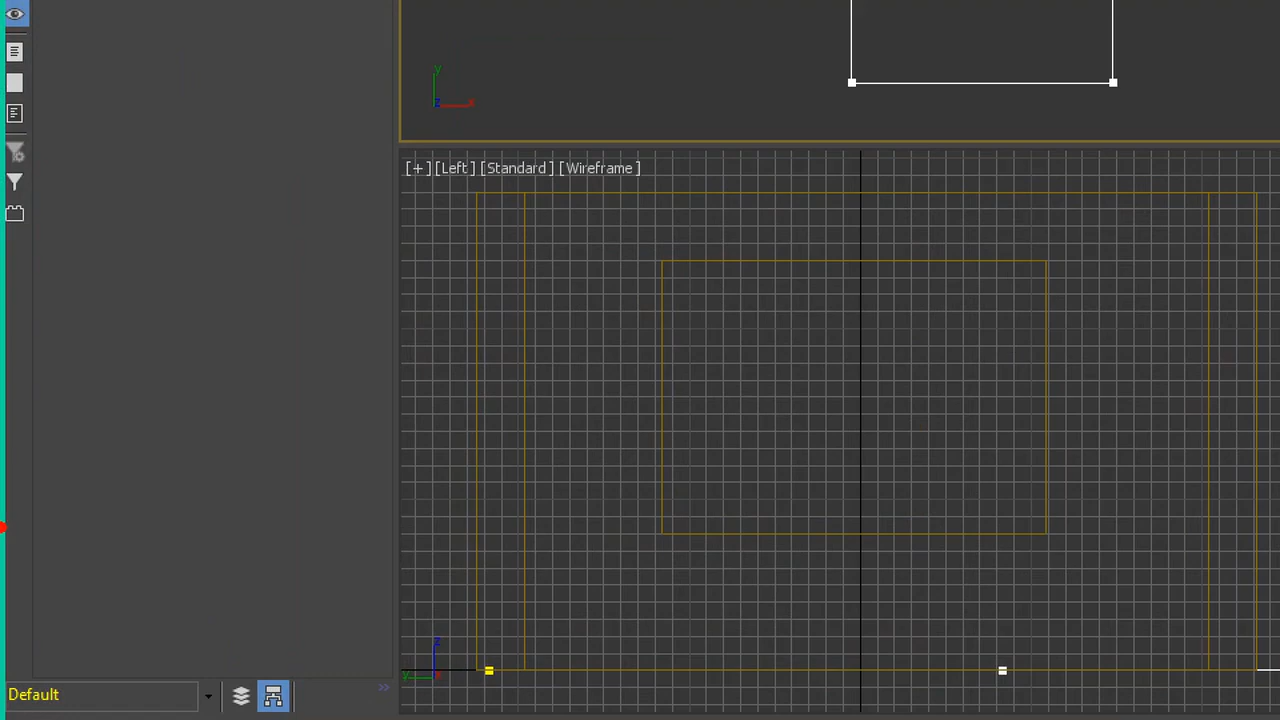 y
z
x
[+] [Left] [Standard] [Wireframe]
z
y
x
Default